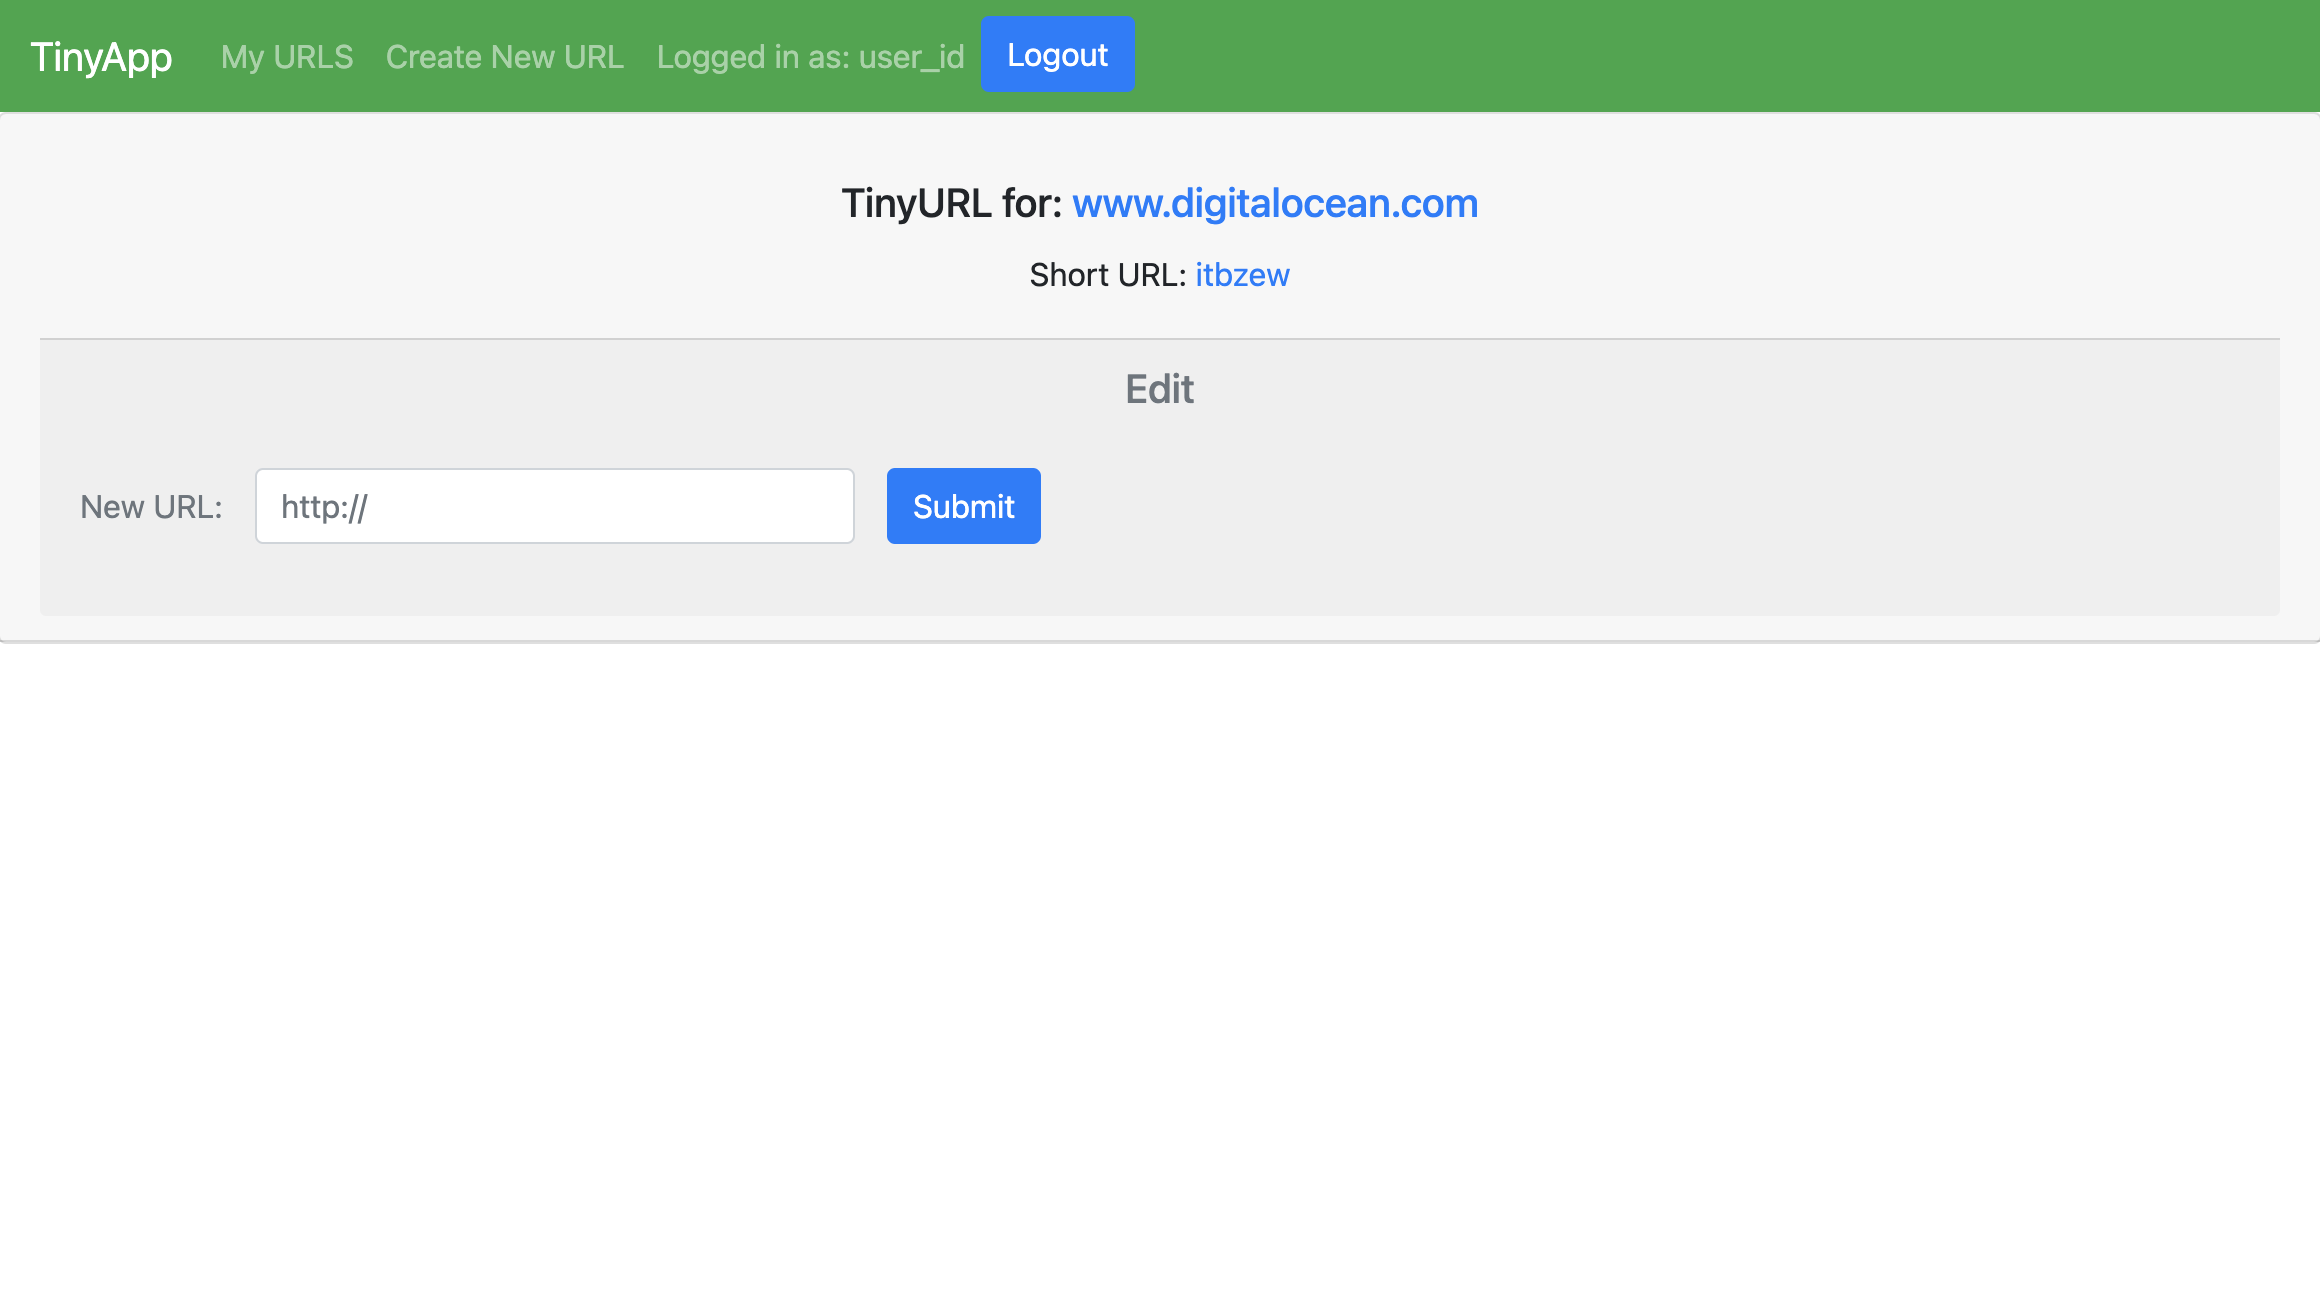 TinyApp My URLS Create New URL Logged in as: user_id Logout
TinyURL for: www.digitalocean.com
Short URL: itbzew
Edit
New URL: http:// Submit